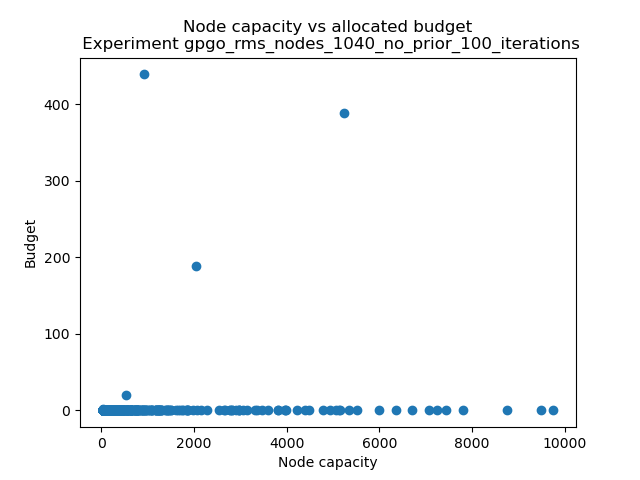 Node capacity vs allocated budget
Experiment gpgo_rms_nodes_1040_no_prior_100_iterations
400
300
200
100
0
Budget
0 2000 4000 6000 8000 10000
Node capacity